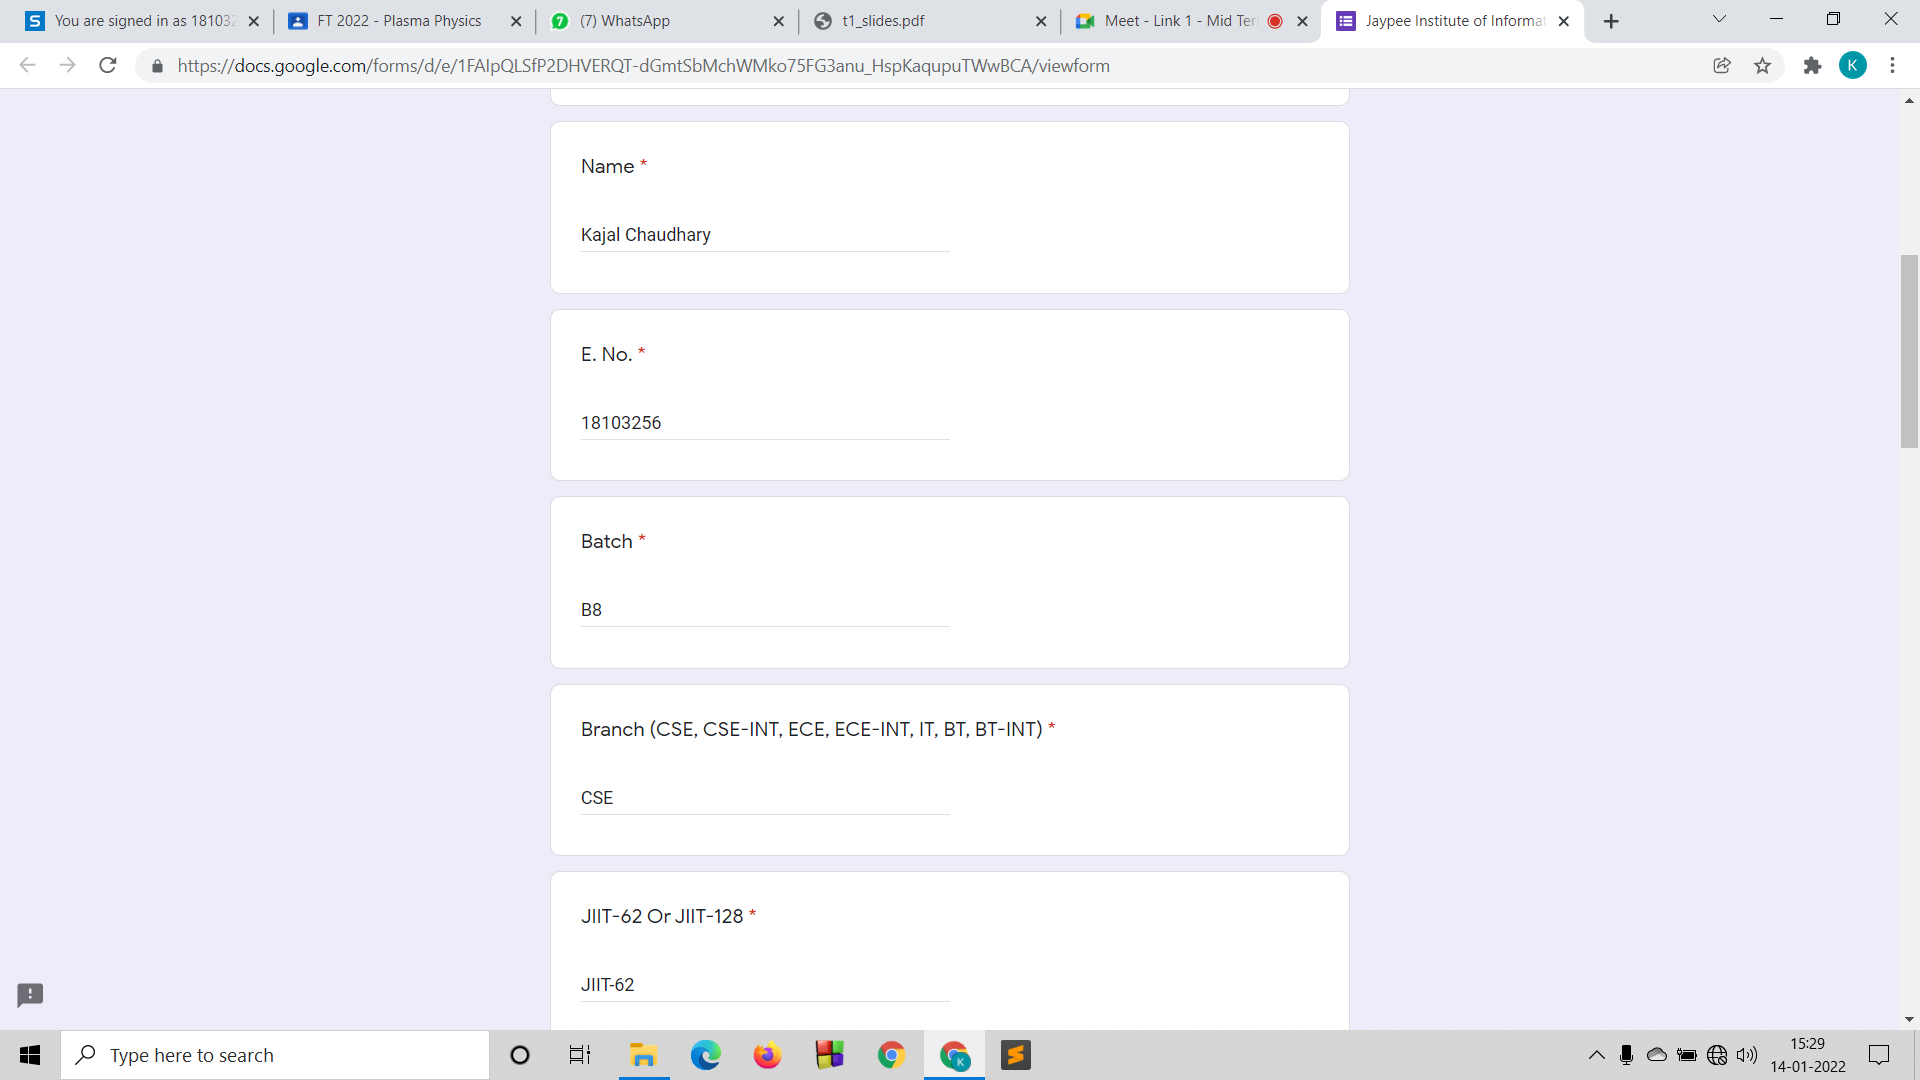 You are signed in as 18103
FT 2022 - Plasma Physics
(7) WhatsApp
t1_slides.pdf
Meet - Link 1 - Mid Ter
Jaypee Institute of Informa
https://docs.google.com/forms/d/e/1FAIpQLSfP2DHVERQT-dGmtSbMchWMko75FG3anu_HspKaqupuTWwBCA/viewform
K
Name *
Kajal Chaudhary
E. No. *
18103256
Batch *
B8
Branch (CSE, CSE-INT, ECE, ECE-INT, IT, BT, BT-INT) *
CSE
JIIT-62 Or JIIT-128 *
JIIT-62
Type here to search
15:29
14-01-2022